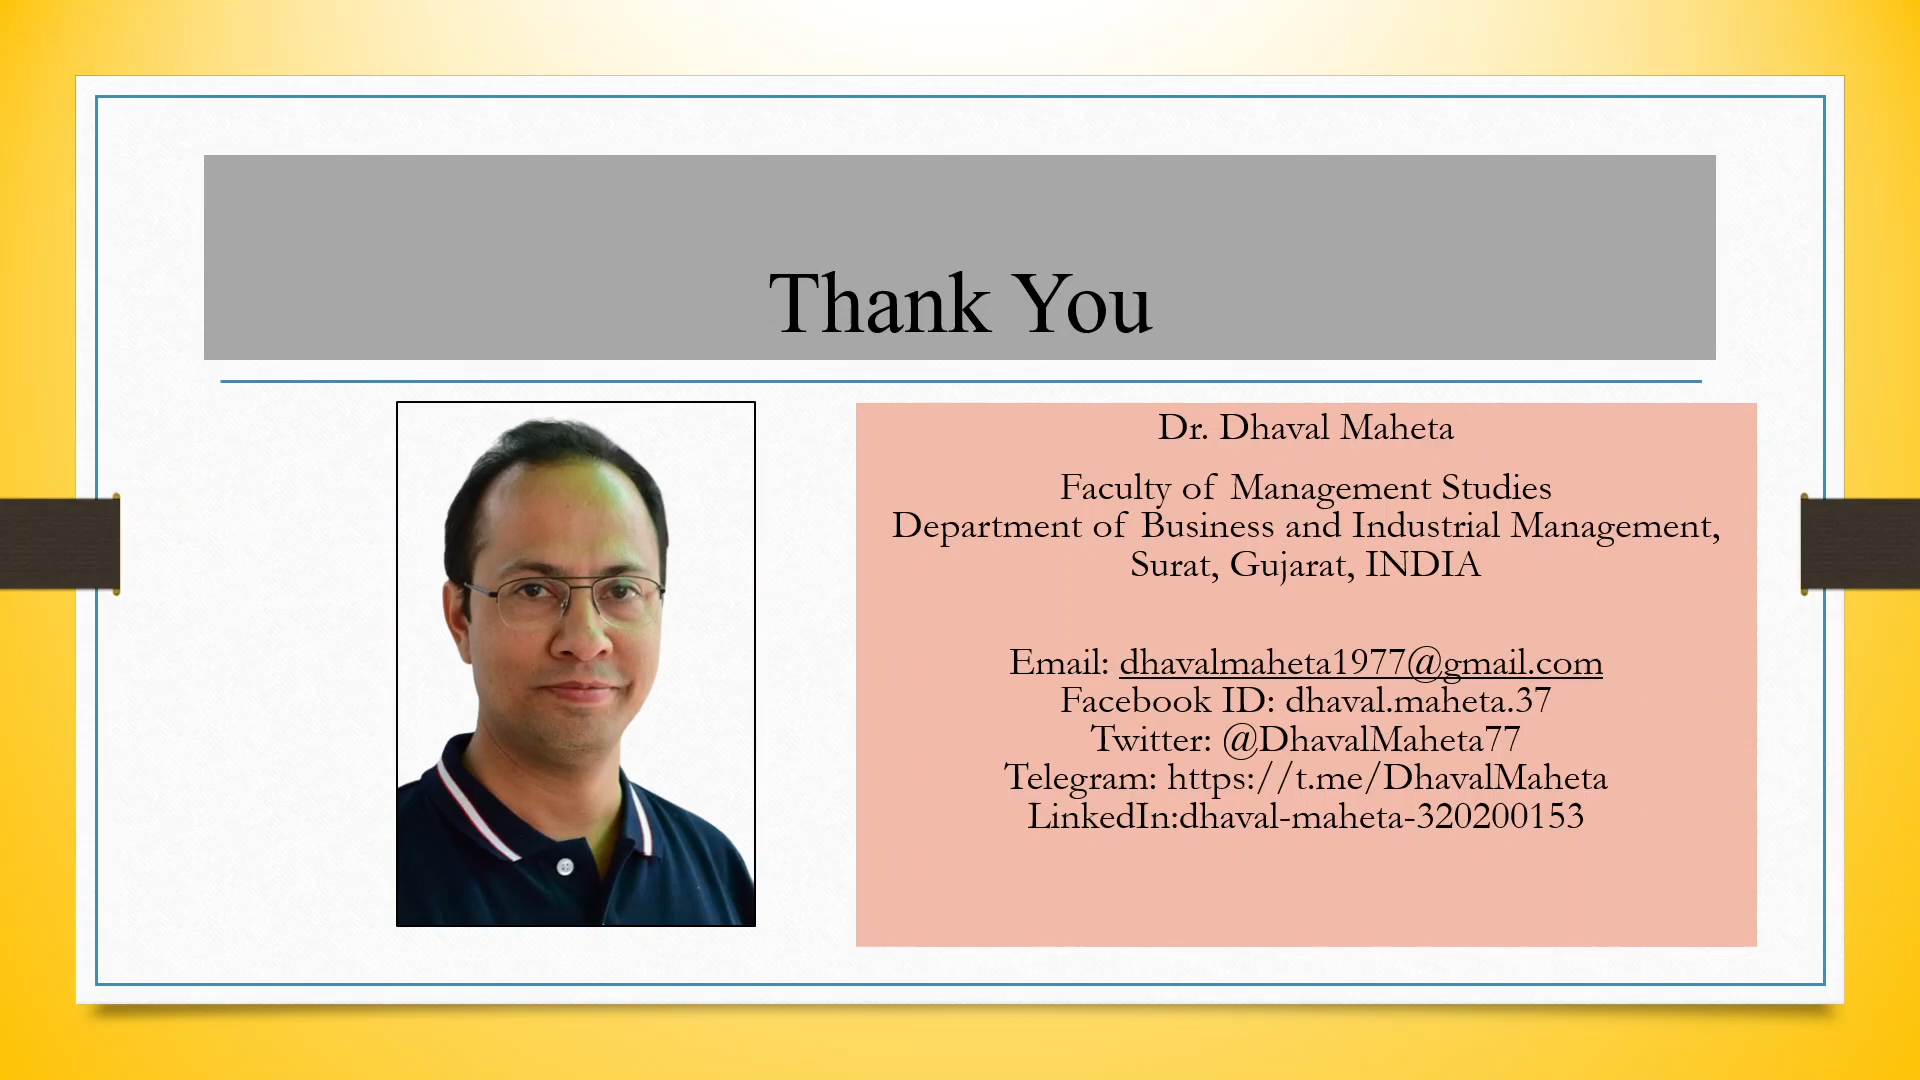 Thank You
Dr. Dhaval Maheta
Faculty of Management Studies
Department of Business and Industrial Management,
Surat, Gujarat, INDIA
Email: dhavalmaheta1977@gmail.com
Facebook ID: dhaval.maheta.37
Twitter: @DhavalMaheta77
Telegram: https://t.me/DhavalMaheta
LinkedIn:dhaval-maheta-320200153